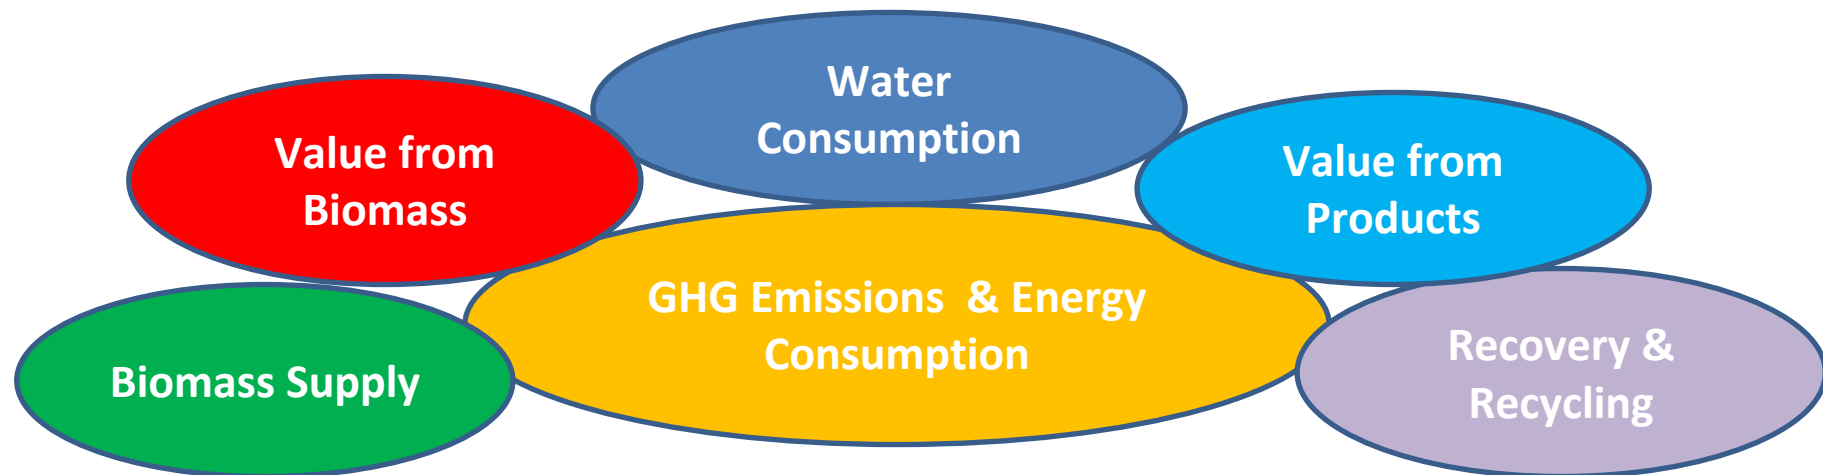 Water
Consumption
Value from
Biomass
Value from
Products
GHG Emissions  & Energy
Consumption
Biomass Supply
Recovery &
Recycling